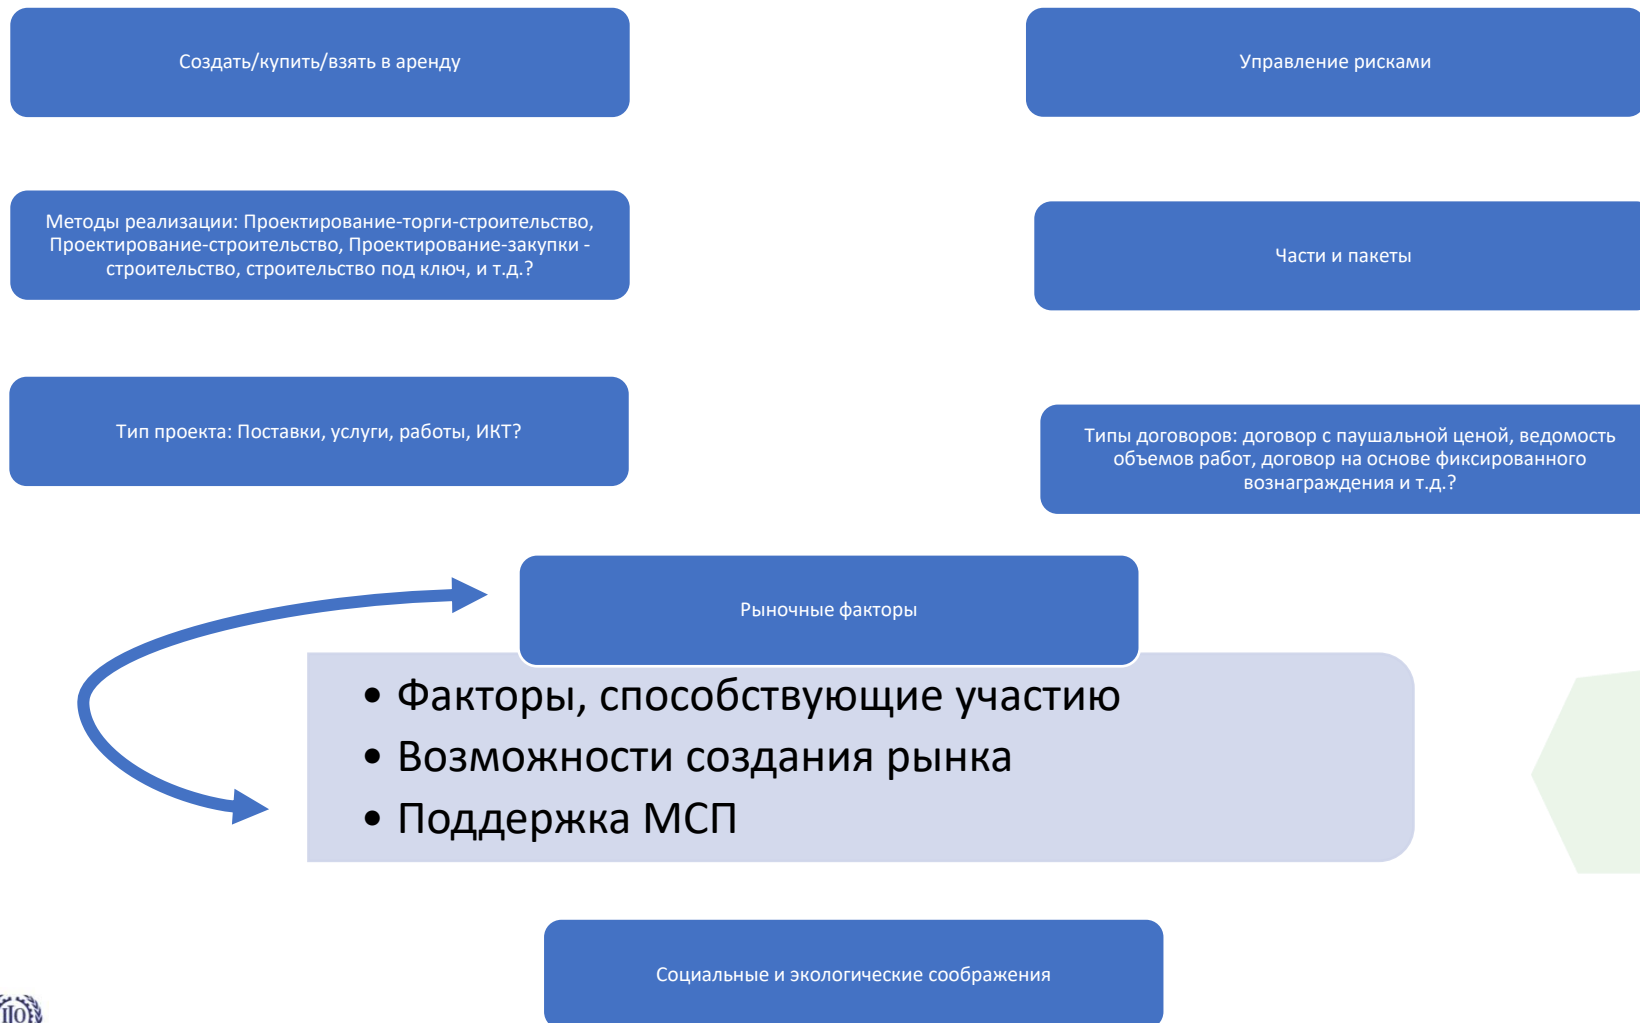 Создать/купить/взять в аренду
Управление рисками
Методы реализации: Проектирование-торги-строительство,
Проектирование-строительство, Проектирование-закупки -
строительство, строительство под ключ, и т.д.?
Части и пакеты
Тип проекта: Поставки, услуги, работы, ИКТ?
Типы договоров: договор с паушальной ценой, ведомость
объемов работ, договор на основе фиксированного
вознаграждения и т.д.?
Рыночные факторы
• Факторы, способствующие участию
• Возможности создания рынка
• Поддержка МСП
Социальные и экологические соображения